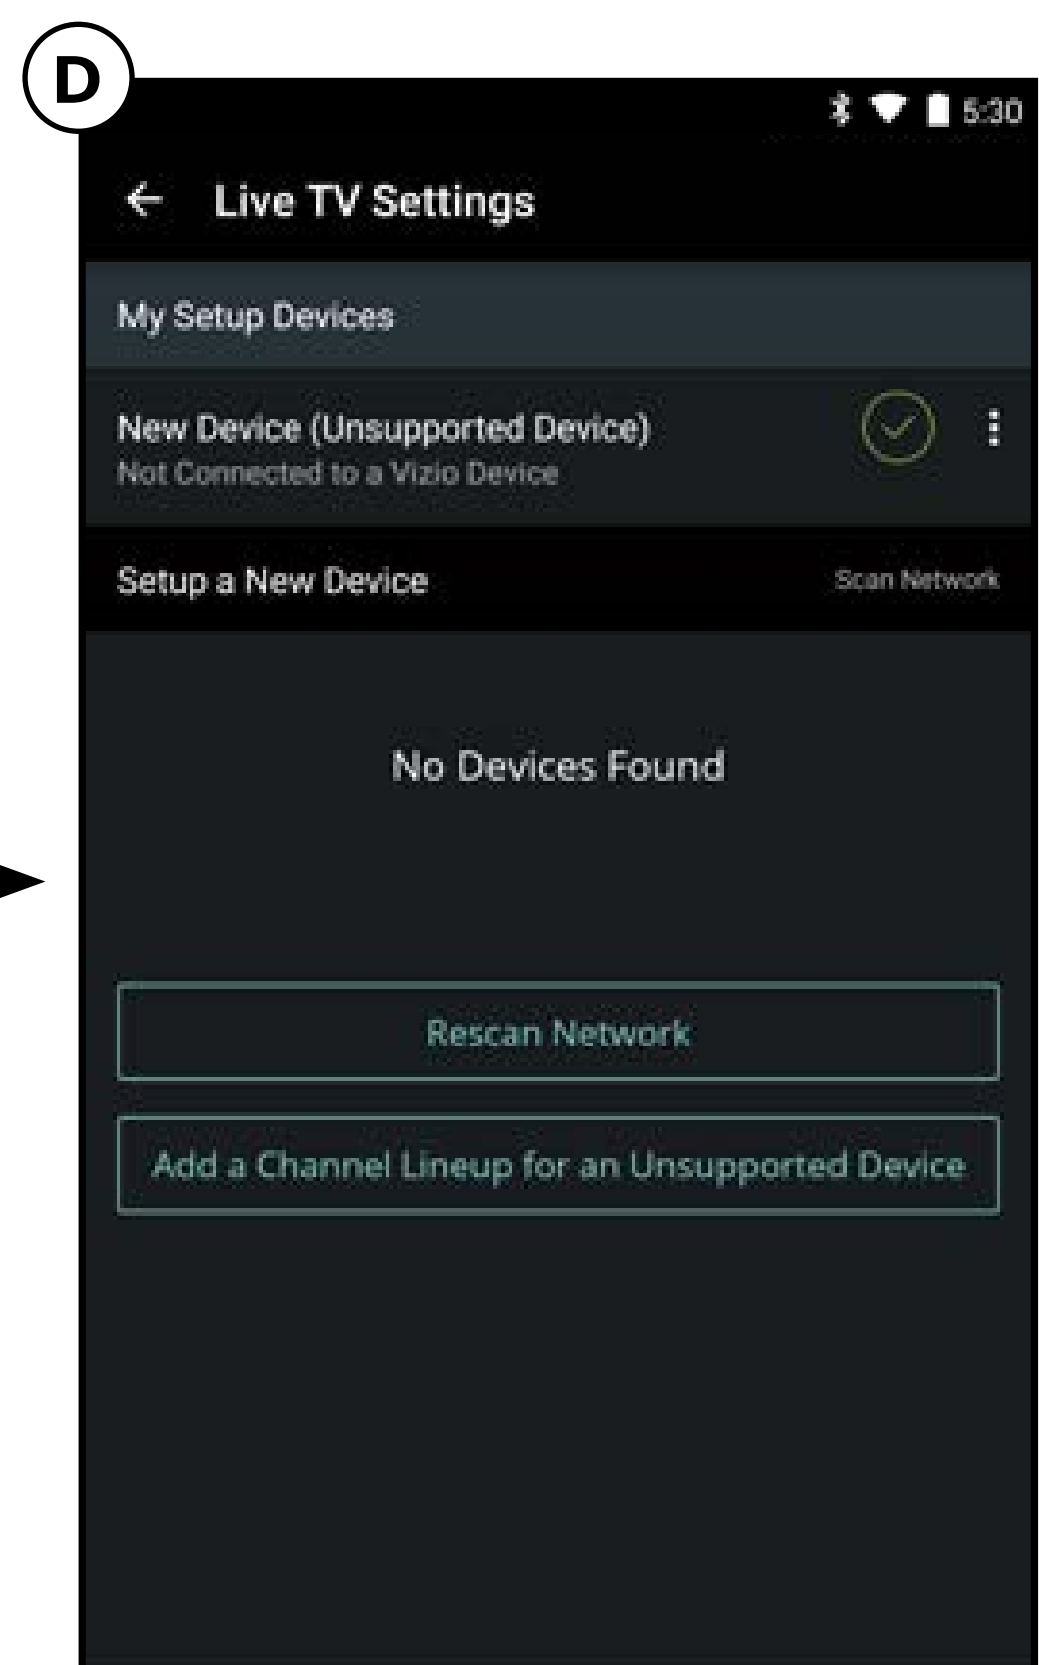 D
5:30
Live TV Settings
My Setup Devices
New Device (Unsupported Device)
Not Connected to a Vizio Device
Setup a New Device Scan Network
No Devices Found
Rescan Network
Add a Channel Lineup for an Unsupported Device